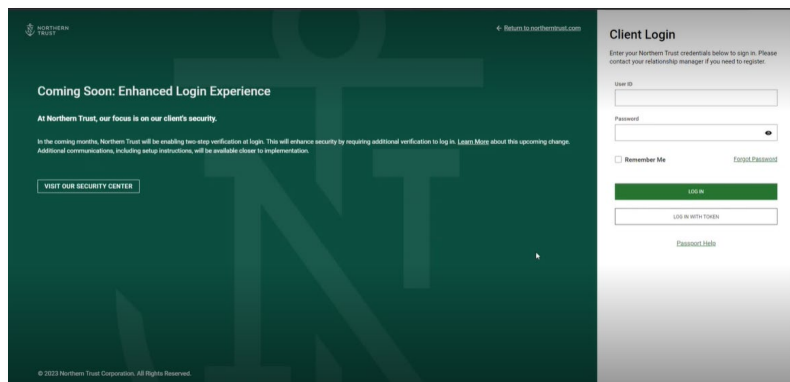 NORTHERN
TRUST
← Return to northerntrust.com
Coming Soon: Enhanced Login Experience
At Northern Trust, our focus is on our client's security.
In the coming months, Northern Trust will be enabling two-step verification at login. This will enhance security by requiring additional verification to log in. Learn More about this upcoming change.
Additional communications, including setup instructions, will be available closer to implementation.
VISIT OUR SECURITY CENTER
© 2023 Northern Trust Corporation. All Rights Reserved.
Client Login
Enter your Northern Trust credentials below to sign in. Please
contact your relationship manager if you need to register.
User ID
Password
Remember Me
Forgot Password
LOG IN
LOG IN WITH TOKEN
Passport Help